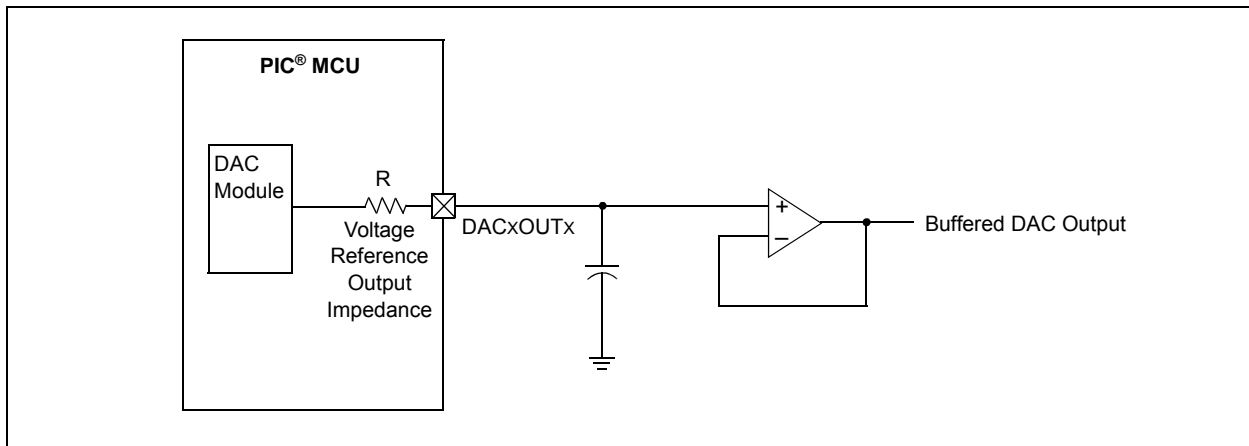 PIC® MCU
DAC
Module
R
Voltage
Reference
Output
Impedance
DACXOUTX
+
–
Buffered DAC Output